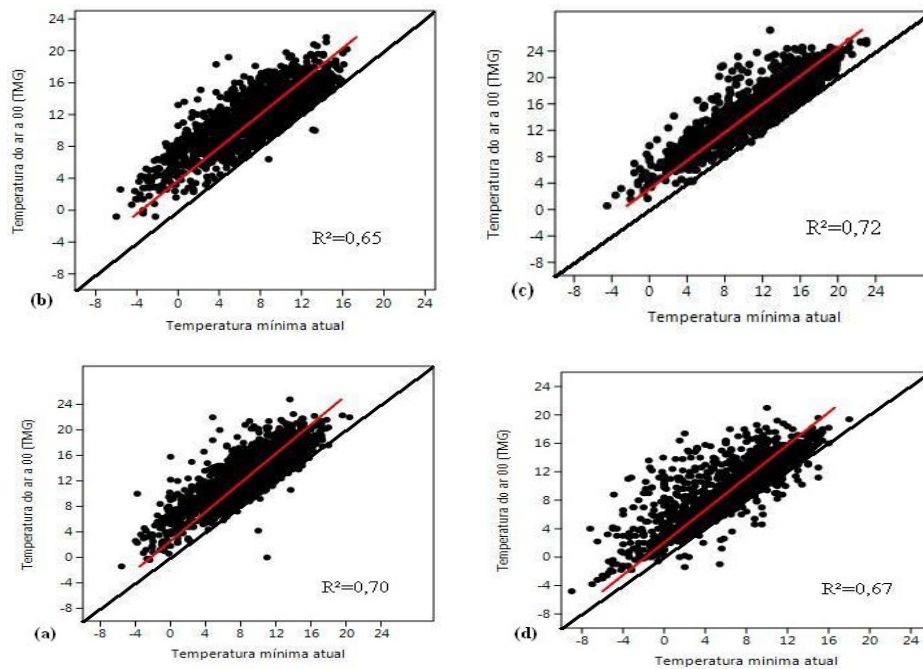 24
20
16
12
8
4
0
-4
-8
Temperatura do ar a 00 (TMG)
R²=0,65
-8 -4 0 4 8 12 16 20 24
(b)
Temperatura mínima atual
24
20
16
12
8
4
0
-4
-8
Temperatura do ar a 00 (TMG)
R²=0,72
-8 -4 0 4 8 12 16 20 24
(c)
Temperatura mínima atual
24
20
16
12
8
4
0
-4
-8
Temperatura do ar a 00 (TMG)
R²=0,70
-8 -4 0 4 8 12 16 20 24
(a)
Temperatura mínima atual
24
20
16
12
8
4
0
-4
-8
Temperatura do ar a 00 (TMG)
R²=0,67
-8 -4 0 4 8 12 16 20 24
(d)
Temperatura mínima atual